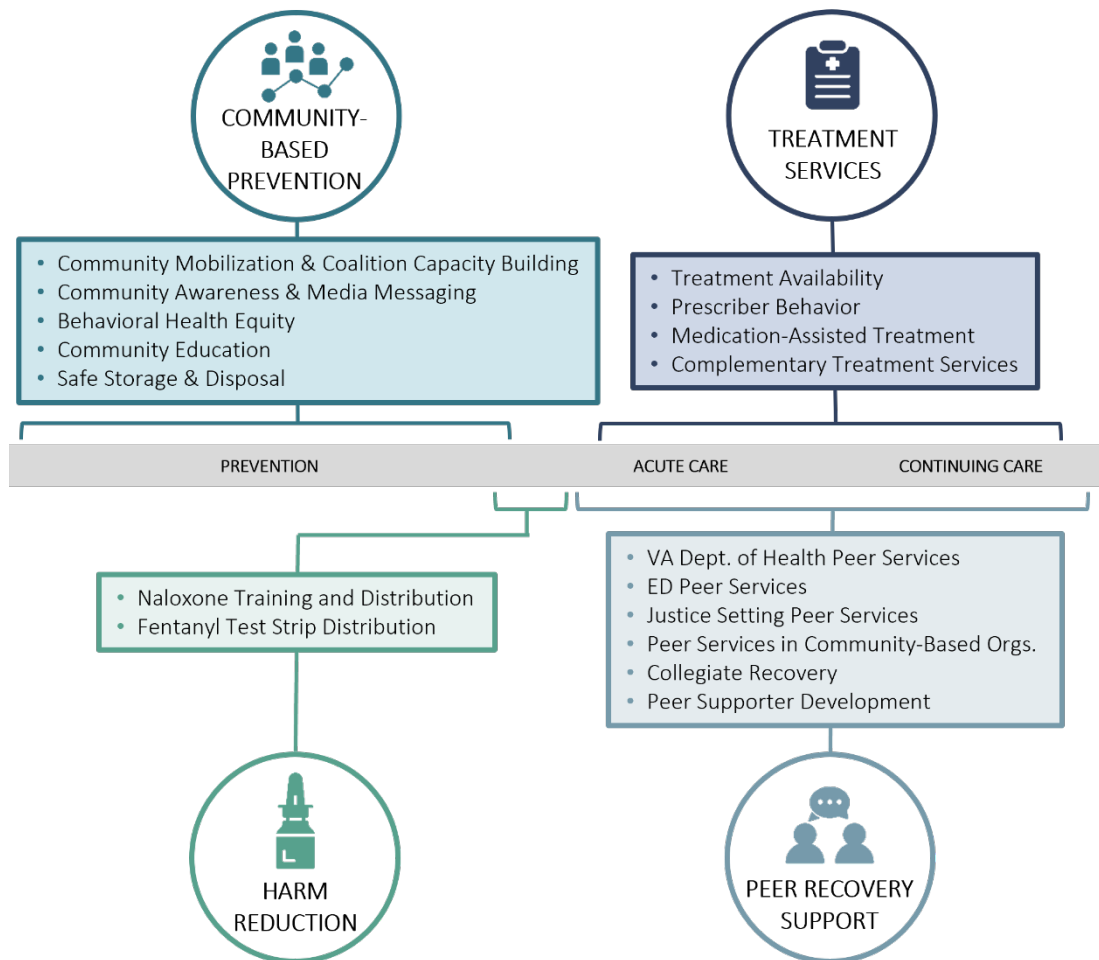 COMMUNITY-
BASED
PREVENTION
TREATMENT
SERVICES
• Community Mobilization & Coalition Capacity Building
• Community Awareness & Media Messaging
• Behavioral Health Equity
• Community Education
• Safe Storage & Disposal
• Treatment Availability
• Prescriber Behavior
• Medication-Assisted Treatment
• Complementary Treatment Services
PREVENTION
ACUTE CARE
CONTINUING CARE
• Naloxone Training and Distribution
• Fentanyl Test Strip Distribution
• VA Dept. of Health Peer Services
• ED Peer Services
• Justice Setting Peer Services
• Peer Services in Community-Based Orgs.
• Collegiate Recovery
• Peer Supporter Development
HARM
REDUCTION
PEER RECOVERY
SUPPORT